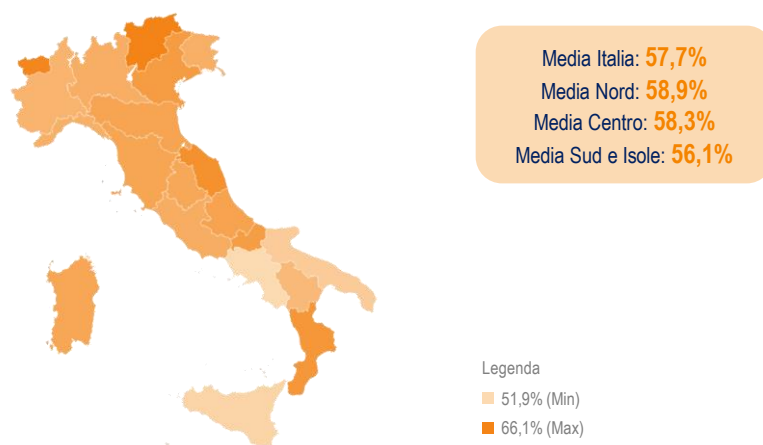 Media Italia: 57,7%
Media Nord: 58,9%
Media Centro: 58,3%
Media Sud e Isole: 56,1%
Legenda
51,9% (Min)
66,1% (Max)